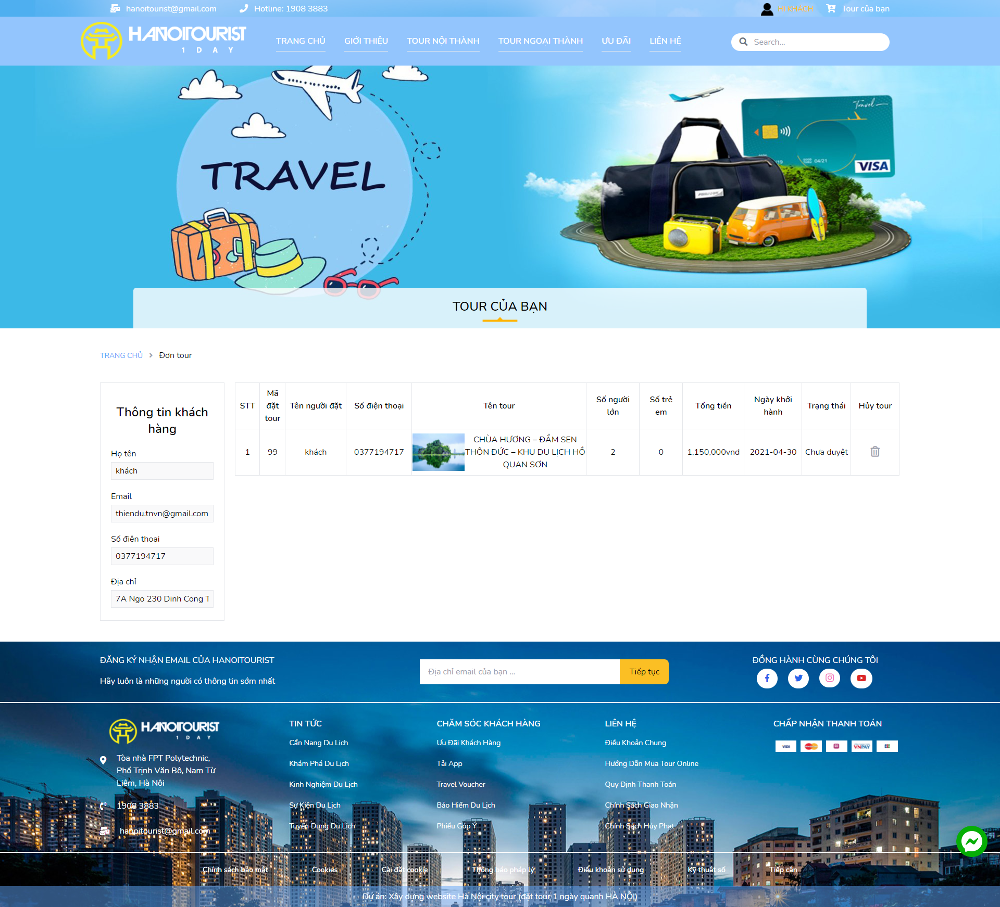 hanoitourist@gmail.com
Hotline: 1908 3883
HI KHÁCH
Tour của bạn
HANOITOURIST
1 DAY
TRANG CHỦ
GIỚI THIỆU
TOUR NỘI THÀNH
TOUR NGOẠI THÀNH
ƯU ĐÃI
LIÊN HỆ
Search...
TRAVEL
Travel
04/21
VISA
TOUR CỦA BẠN
TRANG CHỦ
Đơn tour
Thông tin khách
hàng
Họ tên
khách
Email
thiendu.tnvn@gmail.com
Số điện thoại
0377194717
Địa chỉ
7A Ngo 230 Dinh Cong T
STT
Mã
đặt
tour
Tên người đặt
Số điện thoại
Tên tour
Số người
lớn
Số trẻ
em
Tổng tiền
Ngày khởi
hành
Trạng thái
Hủy tour
1
99
khách
0377194717
CHÙA HƯƠNG – ĐẦM SEN
THÔN ĐỨC – KHU DU LỊCH HỒ
QUAN SƠN
2
0
1,150,000vnd
2021-04-30
Chưa duyệt
ĐĂNG KÝ NHẬN EMAIL CỦA HANOITOURIST
Hãy luôn là những người có thông tin sớm nhất
Địa chỉ email của bạn ...
Tiếp tục
ĐỒNG HÀNH CÙNG CHÚNG TÔI
HANOITOURIST
1 DAY
Tòa nhà FPT Polytechnic,
Phố Trịnh Văn Bô, Nam Từ
Liêm, Hà Nội
1908 3883
hanoitourist@gmail.com
TIN TỨC
Cẩn Nang Du Lịch
Khám Phá Du Lịch
Kinh Nghiệm Du Lịch
Sự Kiện Du Lịch
Tuyển Dụng Du Lịch
CHĂM SÓC KHÁCH HÀNG
Ưu Đãi Khách Hàng
Tải App
Travel Voucher
Bảo Hiểm Du Lịch
Phiếu Góp Ý
LIÊN HỆ
Điều Khoản Chung
Hướng Dẫn Mua Tour Online
Quy Định Thanh Toán
Chính Sách Giao Nhận
Chính Sách Hủy Phạt
CHẤP NHẬN THANH TOÁN
VISA
VNPAY
Chính sách bảo mật
Cookies
Cài đặt cookie
Thông báo pháp lý
Điều khoản sử dụng
Kỹ thuật số
Tiếp cận
Dự án: Xây dựng website Hà Nội city tour (đặt tour 1 ngày quanh HÀ NỘI)